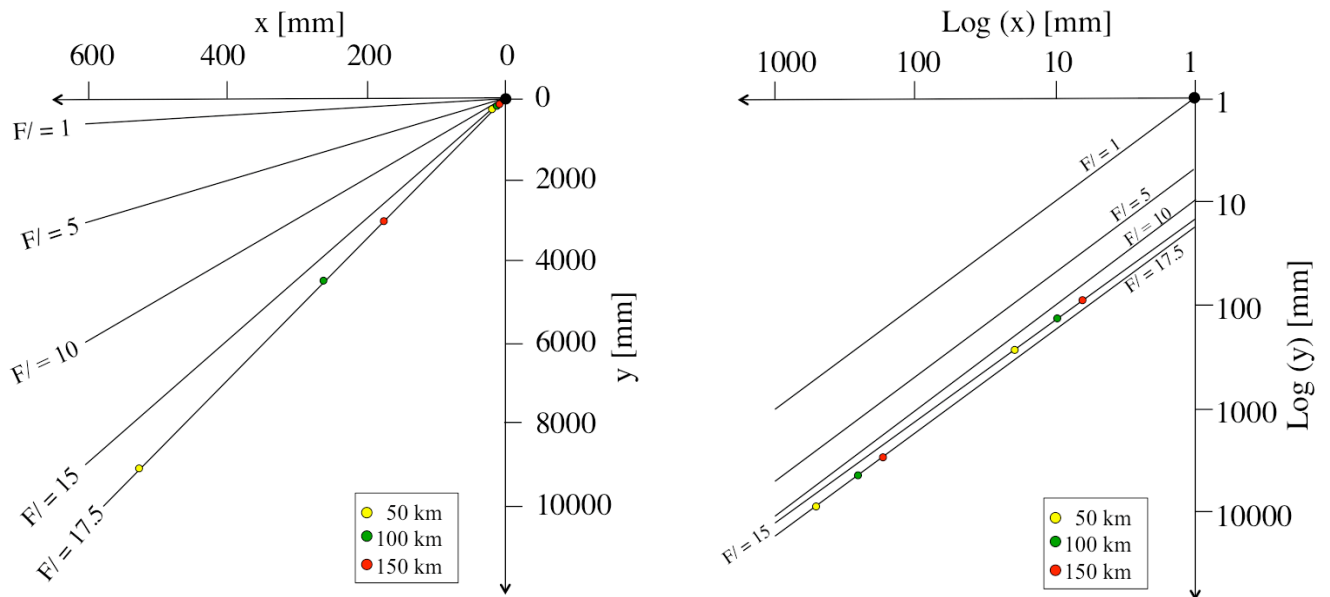 x [mm]
600 400 200 0
0
2000
4000
6000
8000
10000
y [mm]
F/ = 1
F/ = 5
F/ = 10
F/ = 15
F/ = 17.5
50 km
100 km
150 km
Log (x) [mm]
1000 100 10 1
1
10
100
1000
10000
Log (y) [mm]
F/ = 1
F/ = 5
F/ = 10
F/ = 17.5
F/ = 15
50 km
100 km
150 km